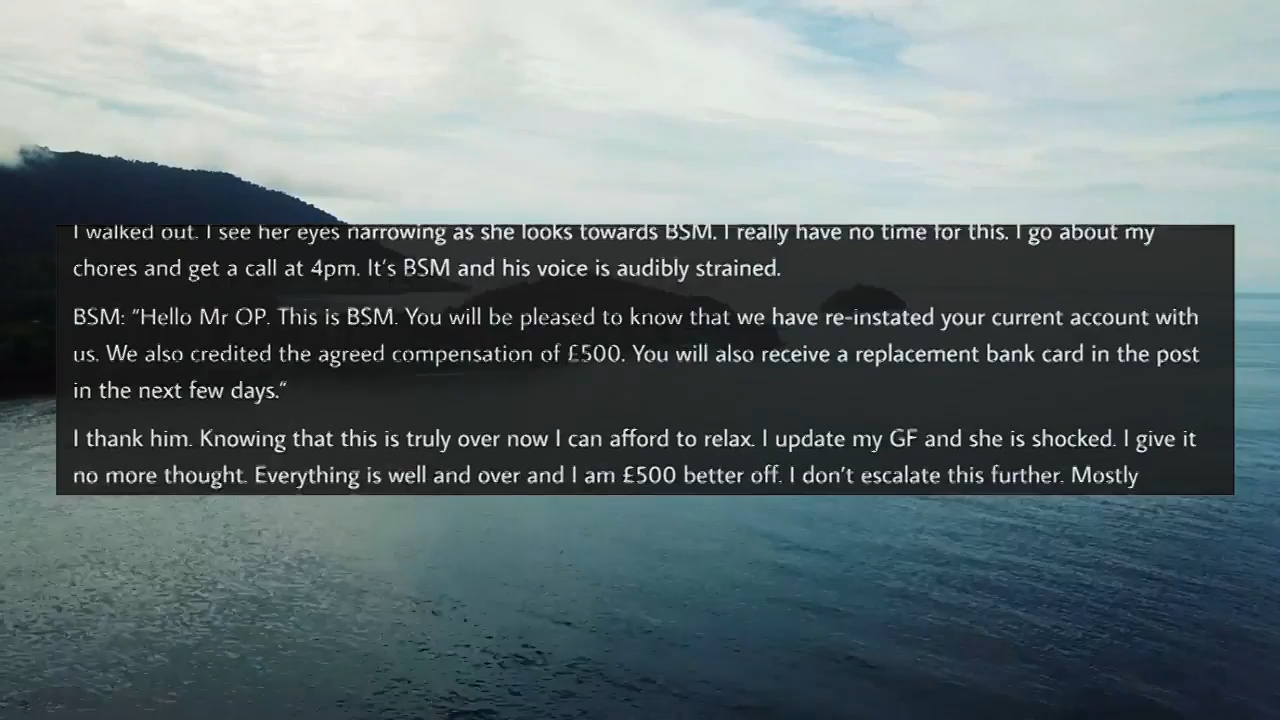 I walked out. I see her eyes narrowing as she looks towards BSM. I really have no time for this. I go about my
chores and get a call at 4pm. It's BSM and his voice is audibly strained.
BSM: "Hello Mr OP. This is BSM. You will be pleased to know that we have re-instated your current account with
us. We also credited the agreed compensation of £500. You will also receive a replacement bank card in the post
in the next few days."
I thank him. Knowing that this is truly over now I can afford to relax. I update my GF and she is shocked. I give it
no more thought. Everything is well and over and I am £500 better off. I don't escalate this further. Mostly